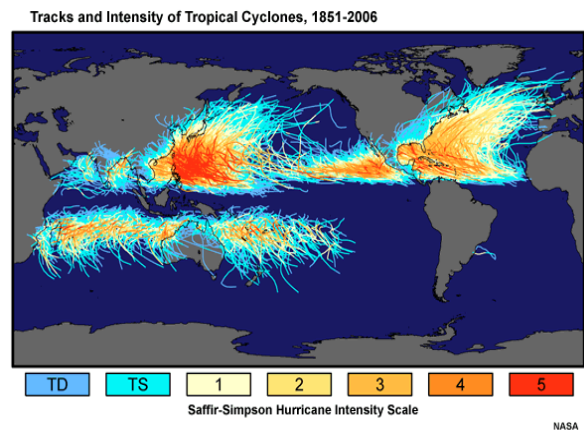 Tracks and Intensity of Tropical Cyclones, 1851-2006
TD TS 1 2 3 4 5
Saffir-Simpson Hurricane Intensity Scale
NASA